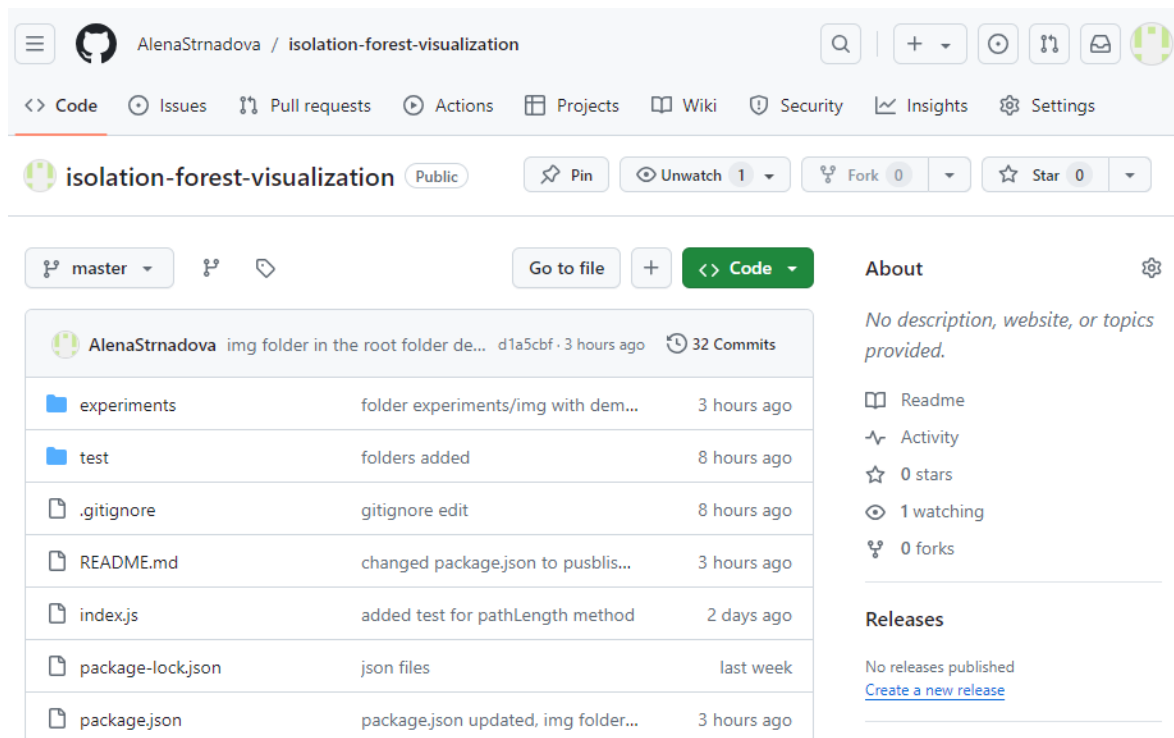 AlenaStrnadova / isolation-forest-visualization
Code Issues Pull requests Actions Projects Wiki Security Insights Settings
isolation-forest-visualization Public Pin Unwatch 1 Fork 0 Star 0
master Go to file + Code
About
No description, website, or topics
provided.
AlenaStrnadova img folder in the root folder de... d1a5cbf · 3 hours ago 32 Commits
experiments folder experiments/img with dem... 3 hours ago
test folders added 8 hours ago
.gitignore gitignore edit 8 hours ago
README.md changed package.json to pusblis... 3 hours ago
index.js added test for pathLength method 2 days ago
package-lock.json json files last week
package.json package.json updated, img folder... 3 hours ago
Readme
Activity
0 stars
1 watching
0 forks
Releases
No releases published
Create a new release